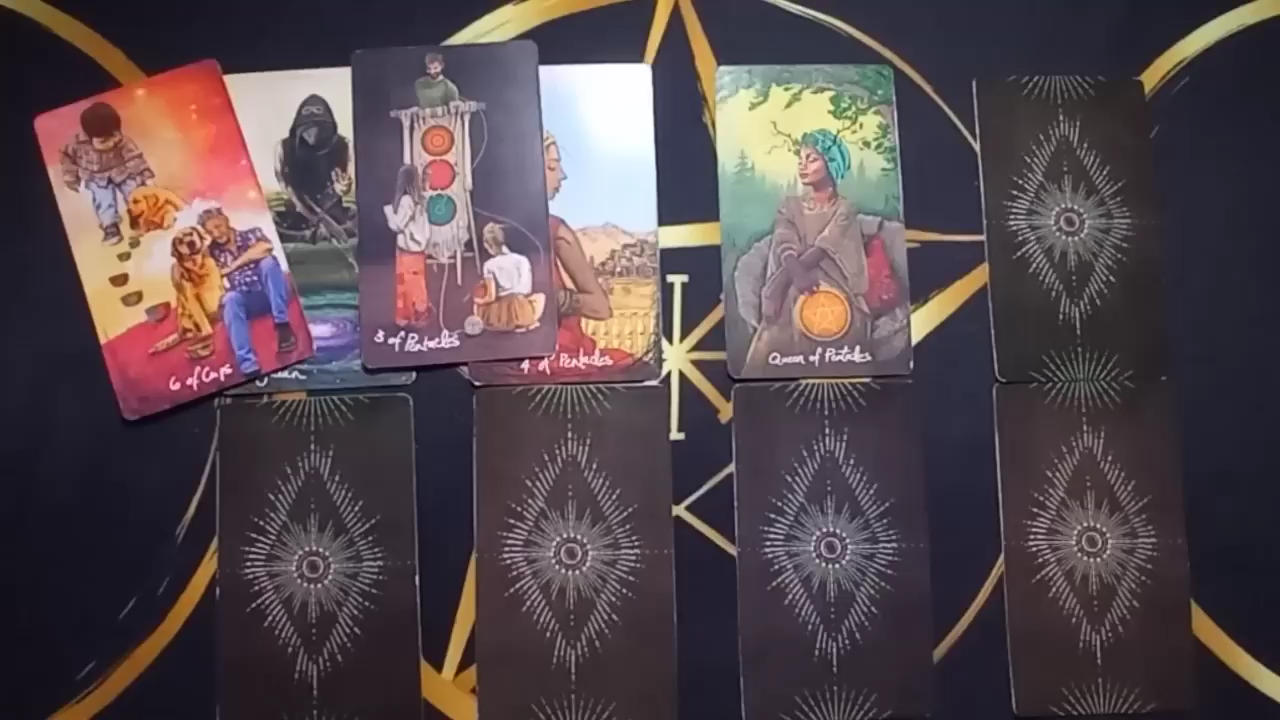 6 of Cups
3 of Pentacles
4 of Pentacles
Queen of Pentacles